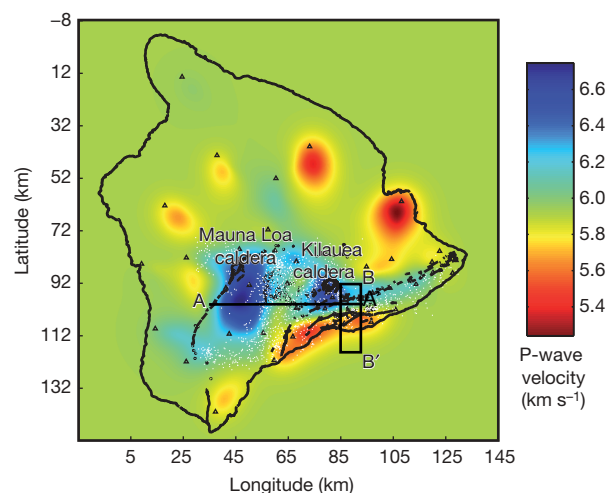 −8
12
32
52
72
92
112
132
Latitude (km)
Mauna Loa
caldera
Kilauea
caldera
A
B
A
B′
5
25
45
65
85
105
125
145
Longitude (km)
6.6
6.4
6.2
6.0
5.8
5.6
5.4
P-wave
velocity
(km s⁻¹)